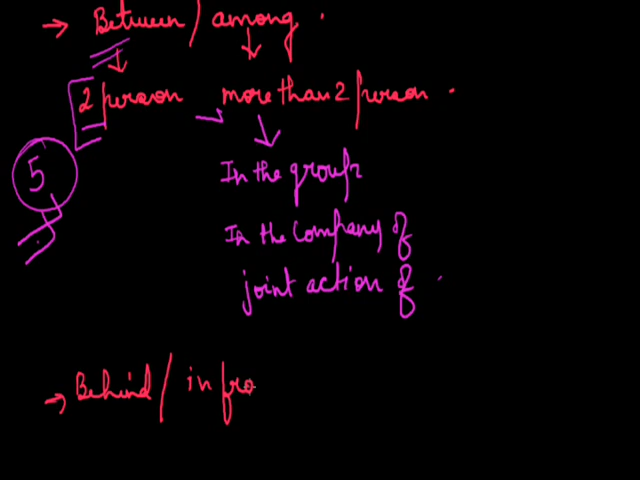 → Between / among.
2 person more than 2 person.
5
In the group
In the company of
joint action of
→ Behind / in fro